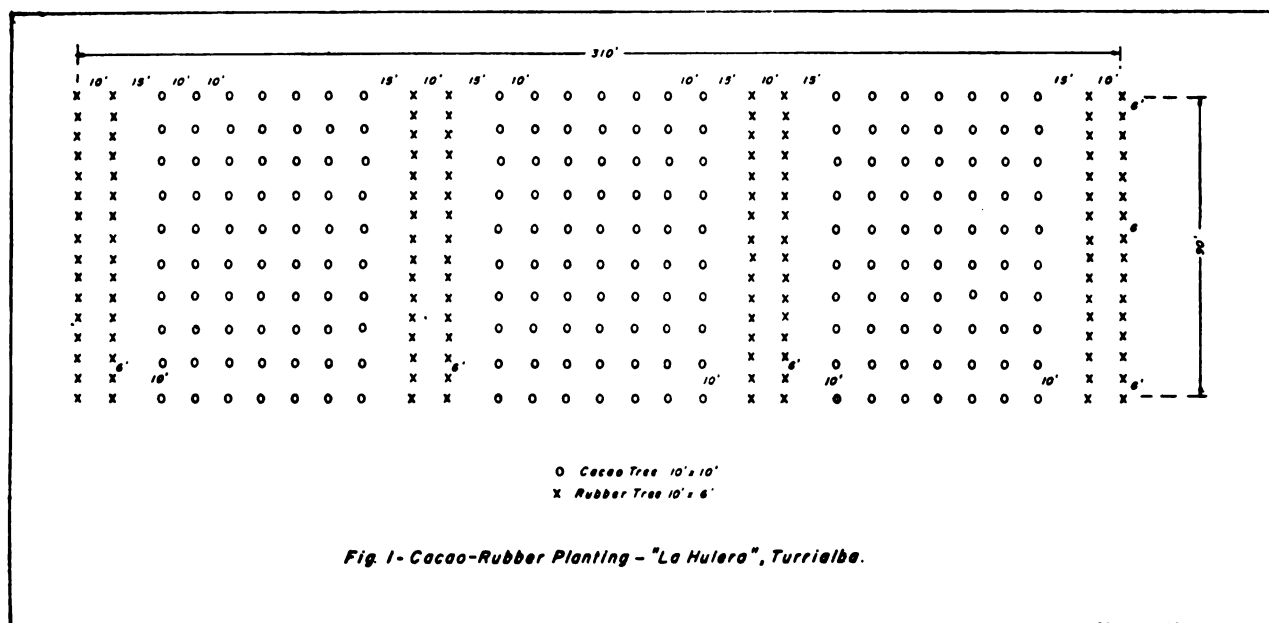 310'
10' 15' 10' 10' 15' 10' 15' 10' 10' 15' 10' 15' 15' 10'
6'
6
90'
6' 6' 6'
10' 10' 10' 10' 6'
O Cacao Tree 10' x 10'
X Rubber Tree 10' x 6'
Fig. 1 - Cacao-Rubber Planting - "La Hulera", Turrialba.